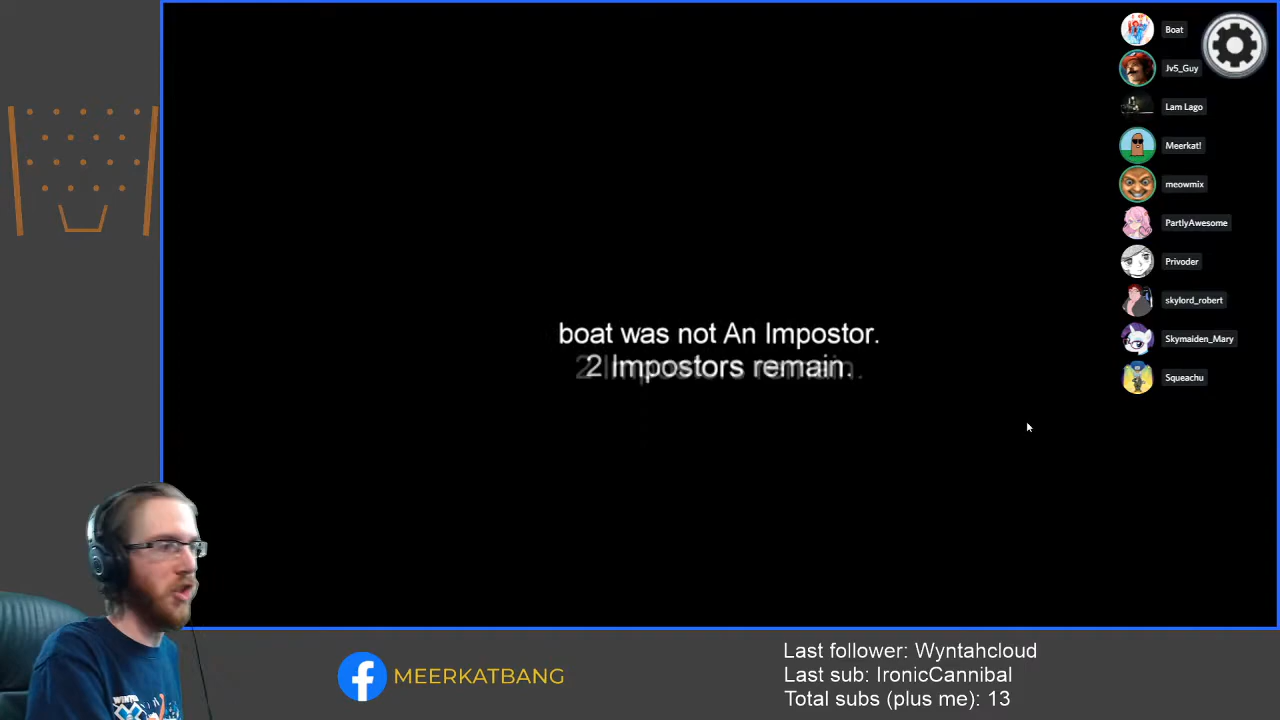 Boat
Jv5_Guy
Lam Lago
Meerkat!
meowmix
PartlyAwesome
Privoder
skylord_robert
Skymaiden_Mary
Squeachu
boat was not An Impostor.
2 Impostors remain.
MEERKATBANG
Last follower: Wyntahcloud
Last sub: IronicCannibal
Total subs (plus me): 13